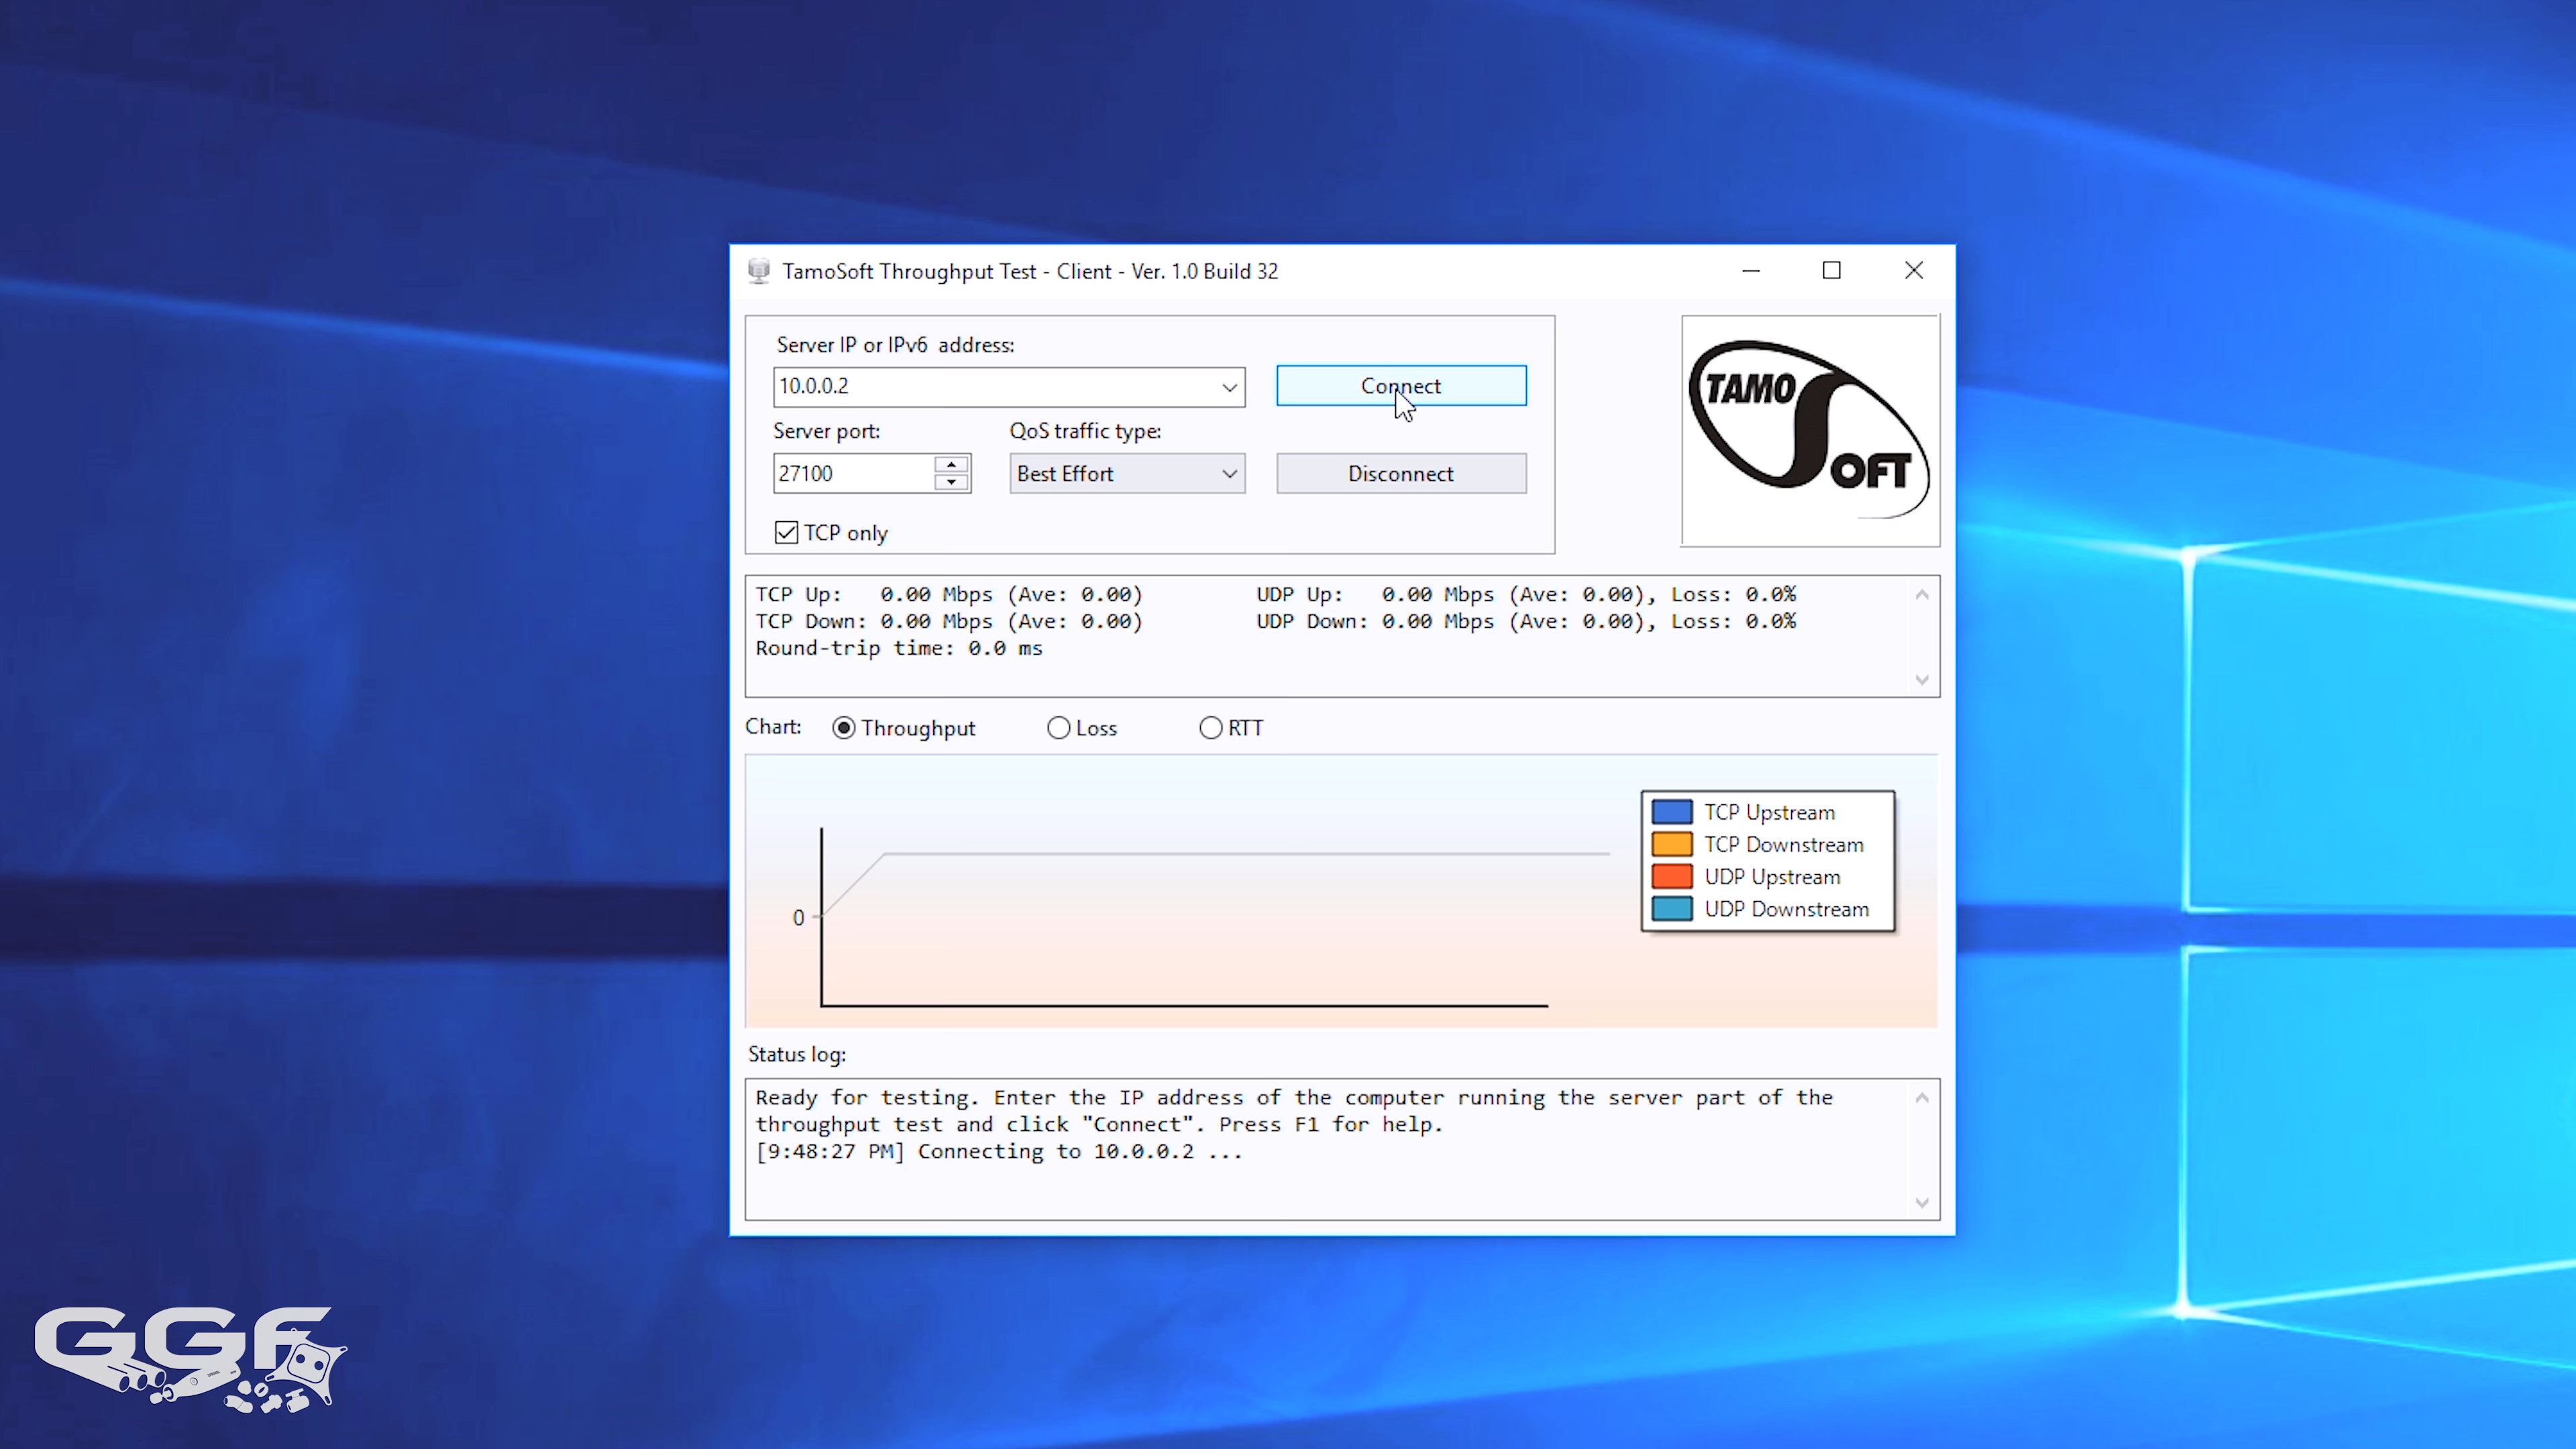 TamoSoft Throughput Test - Client - Ver. 1.0 Build 32
Server IP or IPv6 address:
10.0.0.2
Connect
Server port:
QoS traffic type:
27100
Best Effort
Disconnect
TCP only
TAMO
SOFT
TCP Up: 0.00 Mbps (Ave: 0.00) UDP Up: 0.00 Mbps (Ave: 0.00), Loss: 0.0%
TCP Down: 0.00 Mbps (Ave: 0.00) UDP Down: 0.00 Mbps (Ave: 0.00), Loss: 0.0%
Round-trip time: 0.0 ms
Chart: Throughput Loss RTT
TCP Upstream
TCP Downstream
UDP Upstream
UDP Downstream
0
Status log:
Ready for testing. Enter the IP address of the computer running the server part of the
throughput test and click "Connect". Press F1 for help.
[9:48:27 PM] Connecting to 10.0.0.2 ...
GGF